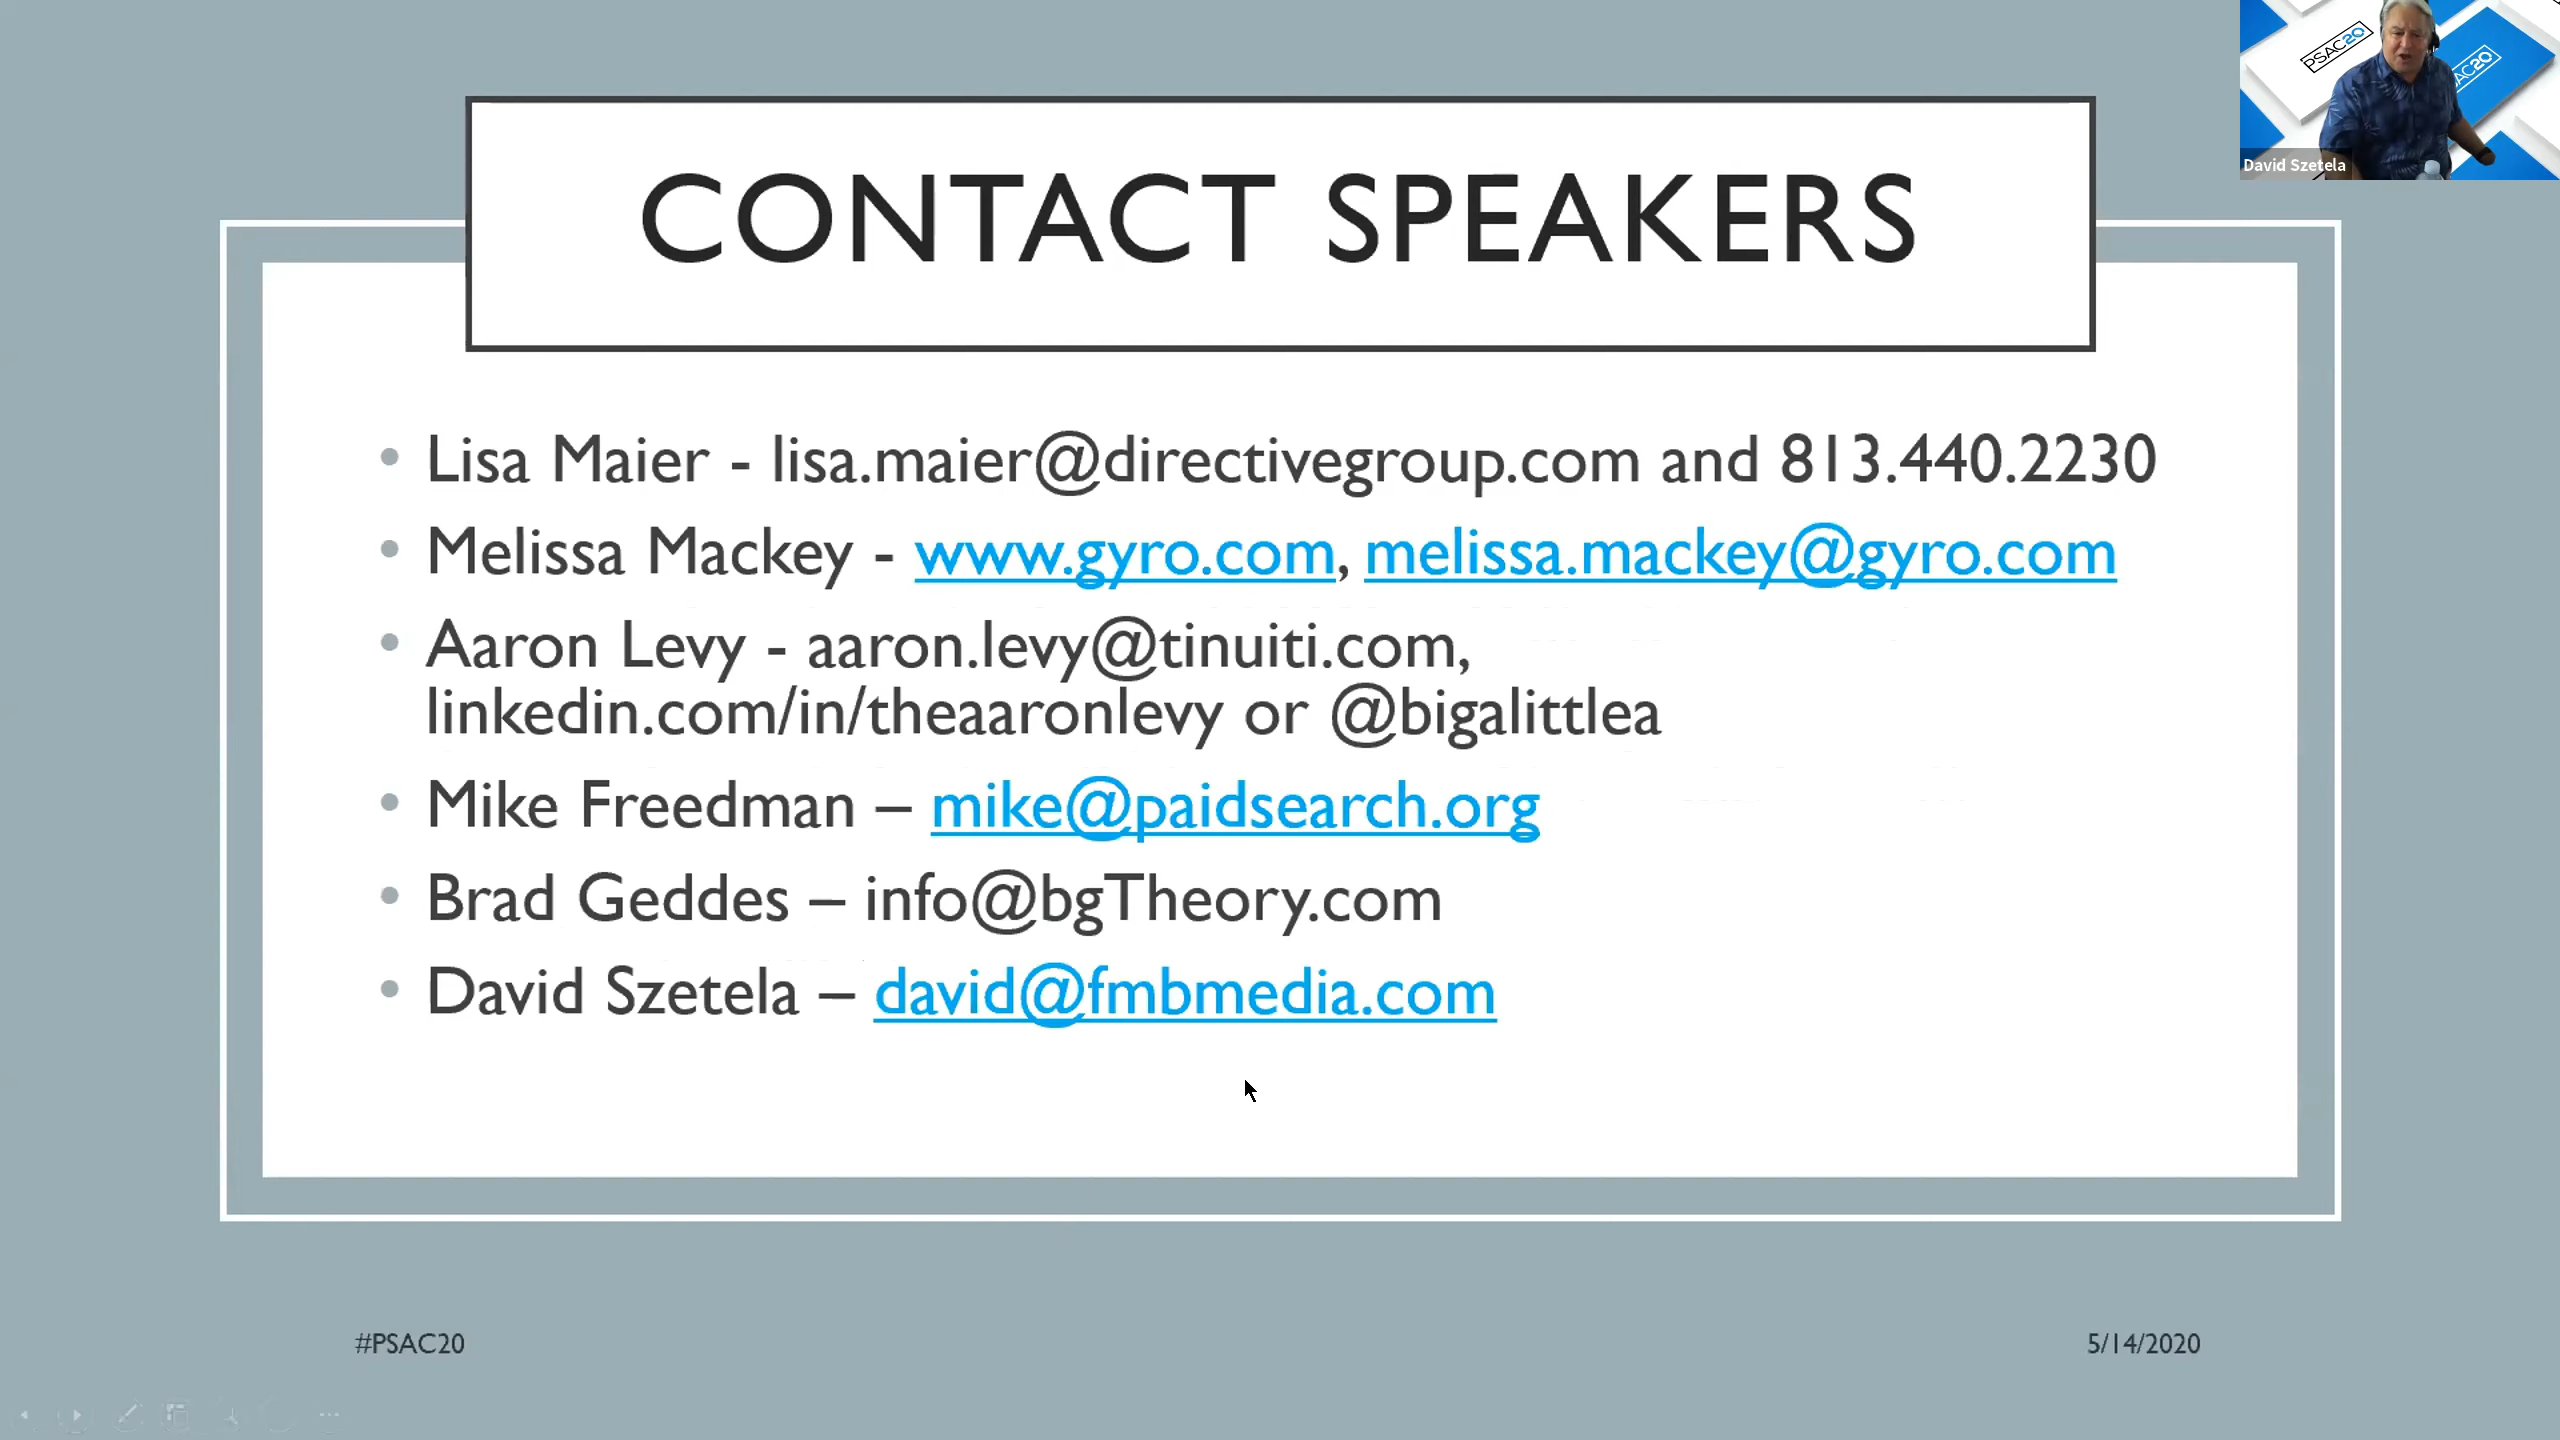 PSAC20
AC20
David Szetela
CONTACT SPEAKERS
• Lisa Maier - lisa.maier@directivegroup.com and 813.440.2230
• Melissa Mackey - www.gyro.com, melissa.mackey@gyro.com
• Aaron Levy - aaron.levy@tinuiti.com,
linkedin.com/in/theaaronlevy or @bigalittlea
• Mike Freedman – mike@paidsearch.org
• Brad Geddes – info@bgTheory.com
• David Szetela – david@fmbmedia.com
#PSAC20
5/14/2020